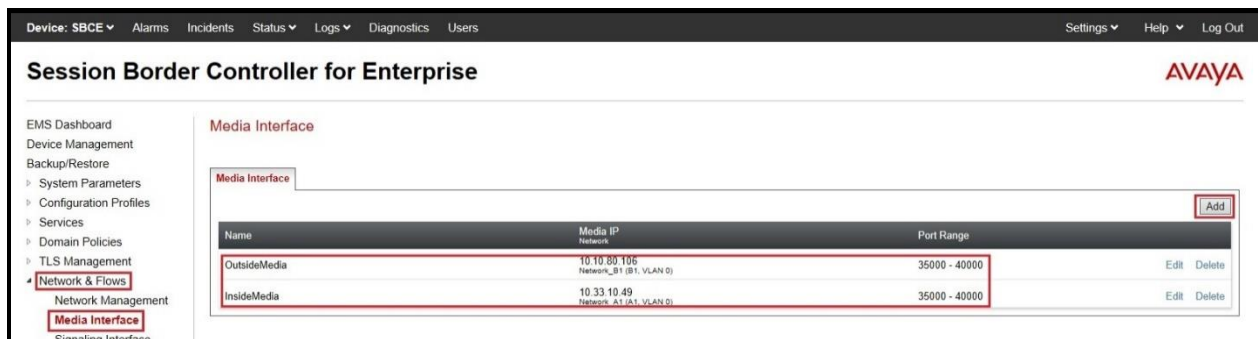 Device: SBCE Alarms Incidents Status Logs Diagnostics Users Settings Help Log Out
Session Border Controller for Enterprise
AVAYA
EMS Dashboard
Device Management
Backup/Restore
System Parameters
Configuration Profiles
Services
Domain Policies
TLS Management
Network & Flows
Network Management
Media Interface
Signaling Interface
Media Interface
Media Interface
Add
Name Media IP Port Range
Network
OutsideMedia 10.10.80.106 35000 - 40000 Edit Delete
Network_B1 (B1, VLAN 0)
InsideMedia 10.33.10.49 35000 - 40000 Edit Delete
Network_A1 (A1, VLAN 0)